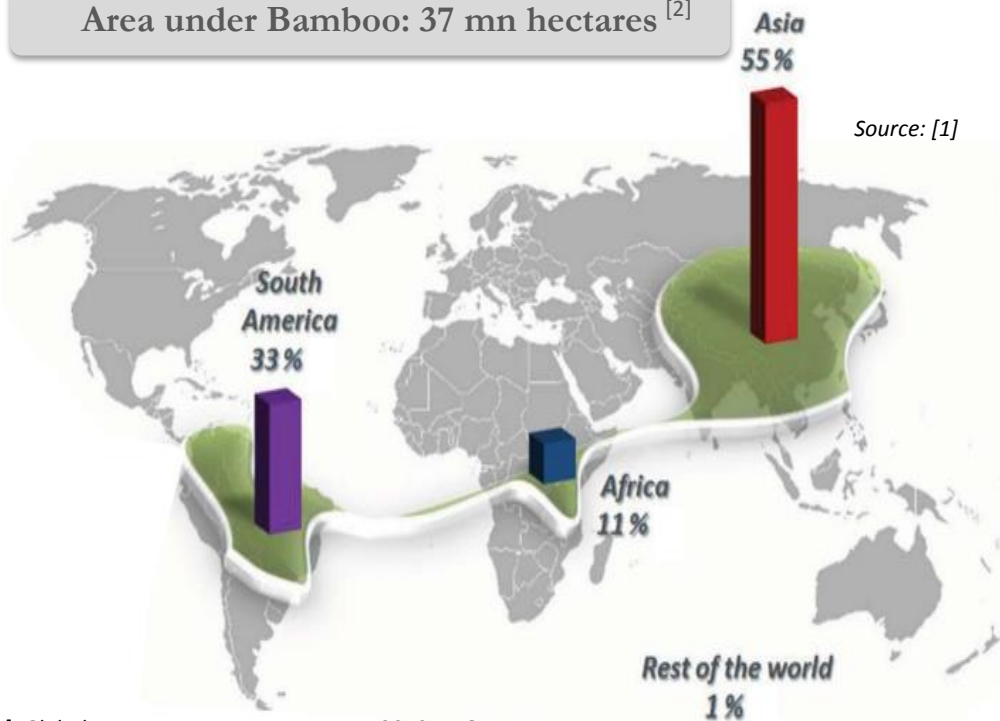 Area under Bamboo: 37 mn hectares [2]
Asia
55%
Source: [1]
South
America
33%
Africa
11%
Rest of the world
1%